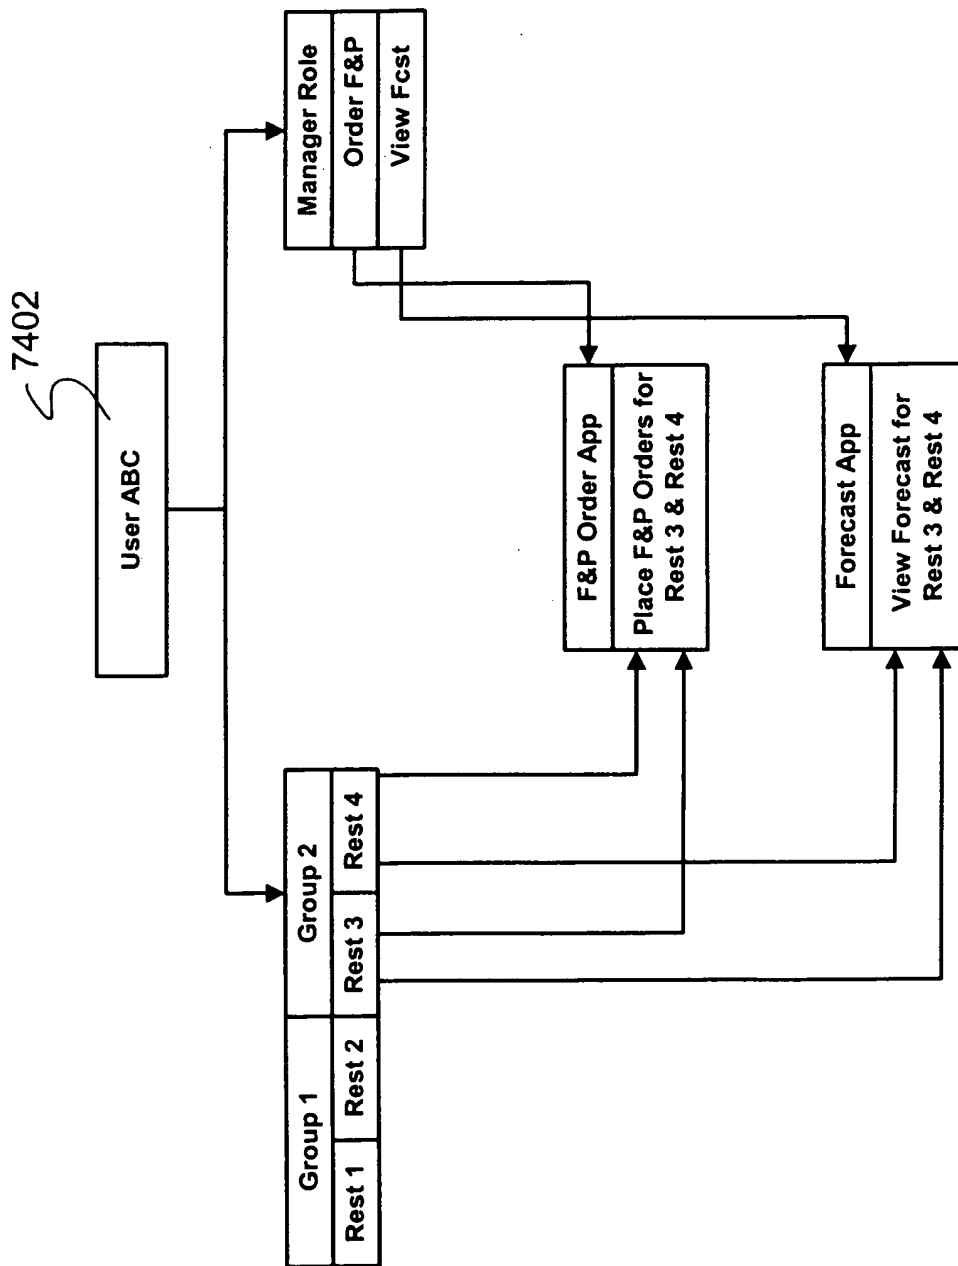 7402
User ABC
Group 1
Group 2
Rest 1
Rest 2
Rest 3
Rest 4
Manager Role
Order F&P
View Fcst
F&P Order App
Place F&P Orders for
Rest 3 & Rest 4
Forecast App
View Forecast for
Rest 3 & Rest 4